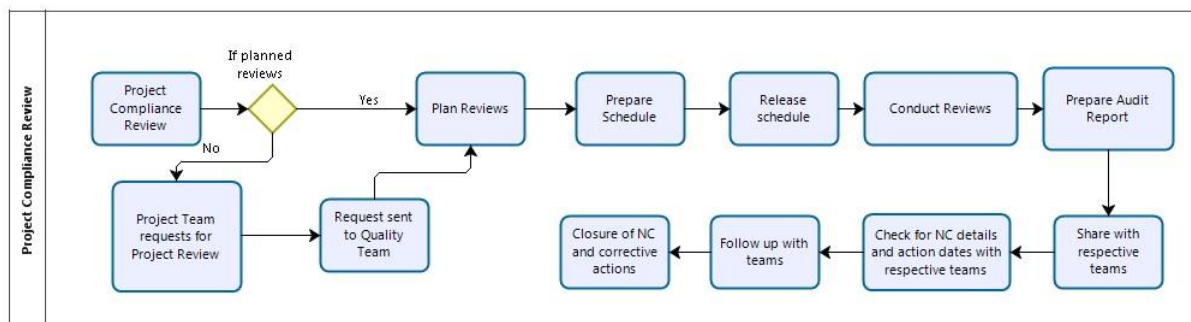 Project Compliance Review
If planned
reviews
Project
Compliance
Review
Yes
Plan Reviews
Prepare
Schedule
Release
schedule
Conduct Reviews
Prepare Audit
Report
No
Project Team
requests for
Project Review
Request sent
to Quality
Team
Closure of NC
and corrective
actions
Follow up with
teams
Check for NC details
and action dates with
respective teams
Share with
respective
teams